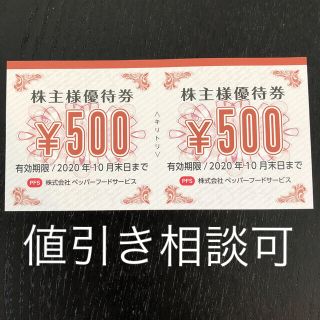 株主様優待券
¥500
有効期限/2020年10月末日まで
PFS 株式会社 ペッパーフードサービス
＼キリトリ＼
株主様優待券
¥500
有効期限/2020年10月末日まで
PFS 株式会社 ペッパーフードサービス
値引き相談可